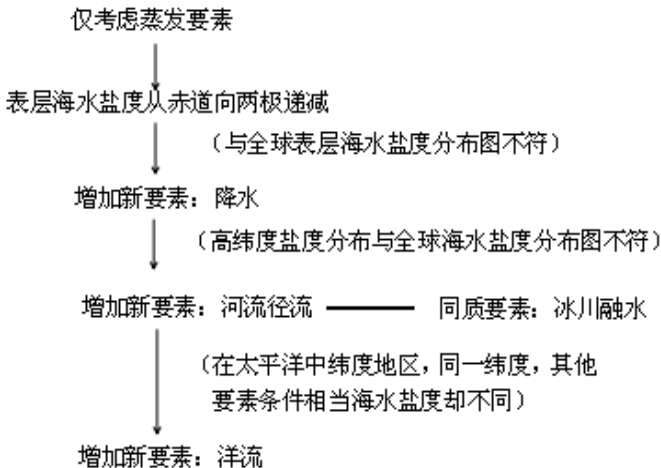 仅考虑蒸发要素
表层海水盐度从赤道向两极递减
（与全球表层海水盐度分布图不符）
增加新要素：降水
（高纬度盐度分布与全球海水盐度分布图不符）
增加新要素：河流径流 同质要素：冰川融水
（在太平洋中纬度地区，同一纬度，其他
要素条件相当海水盐度却不同）
增加新要素：洋流